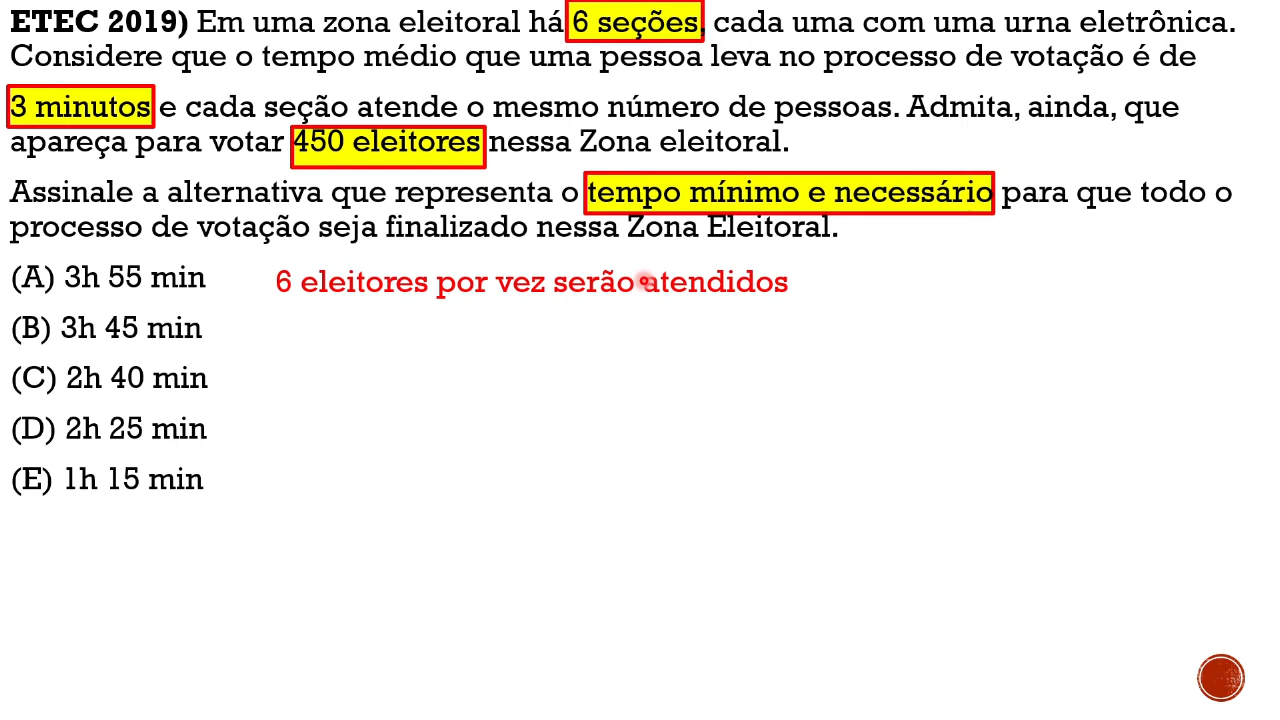 ETEC 2019) Em uma zona eleitoral há 6 seções, cada uma com uma urna eletrônica.
Considere que o tempo médio que uma pessoa leva no processo de votação é de
3 minutos e cada seção atende o mesmo número de pessoas. Admita, ainda, que
apareça para votar 450 eleitores nessa Zona eleitoral.
Assinale a alternativa que representa o tempo mínimo e necessário para que todo o
processo de votação seja finalizado nessa Zona Eleitoral.
(A) 3h 55 min
6 eleitores por vez serão atendidos
(B) 3h 45 min
(C) 2h 40 min
(D) 2h 25 min
(E) 1h 15 min